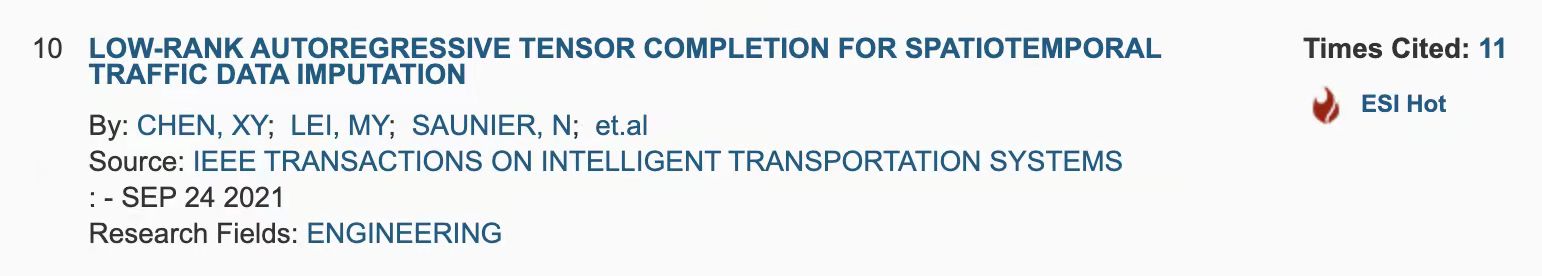 10 LOW-RANK AUTOREGRESSIVE TENSOR COMPLETION FOR SPATIOTEMPORAL
TRAFFIC DATA IMPUTATION
Times Cited: 11
ESI Hot
By: CHEN, XY; LEI, MY; SAUNIER, N; et.al
Source: IEEE TRANSACTIONS ON INTELLIGENT TRANSPORTATION SYSTEMS
: - SEP 24 2021
Research Fields: ENGINEERING